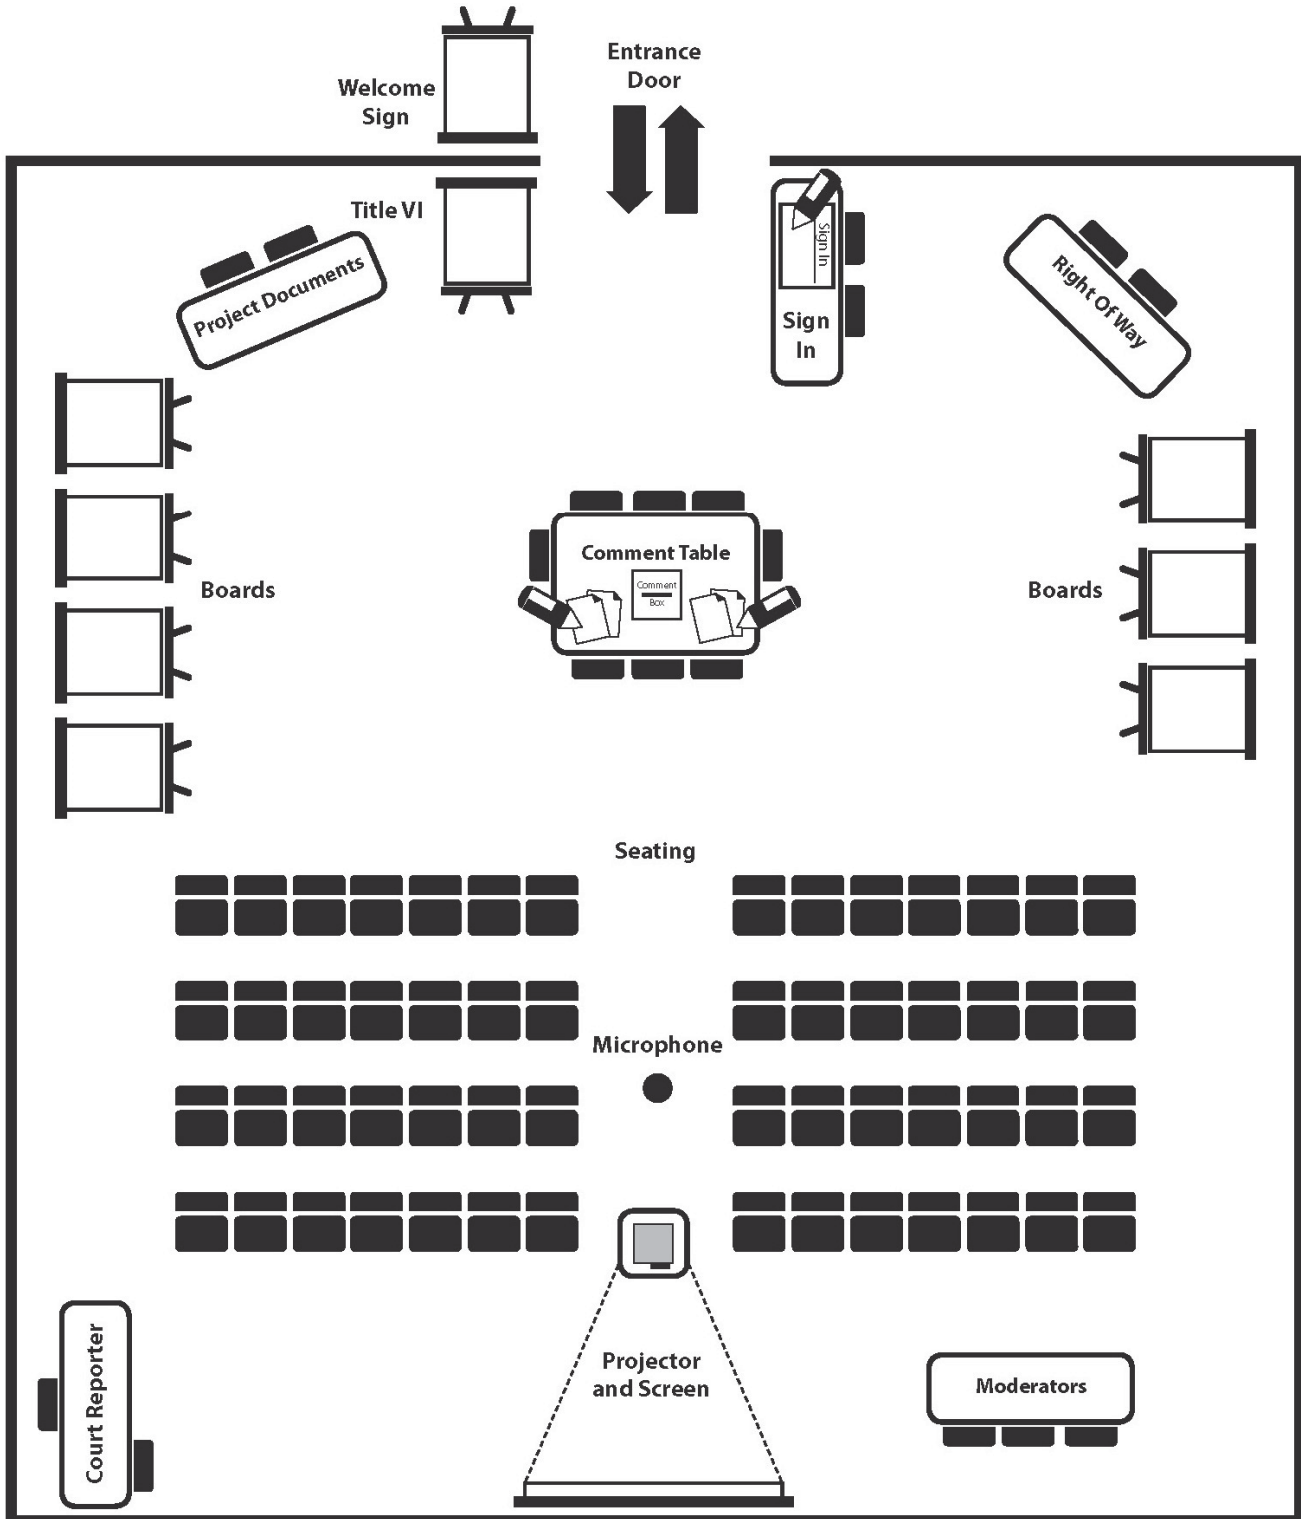 Entrance
Door
Welcome
Sign
Title VI
Project Documents
Sign In
Sign
In
Right Of Way
Comment Table
Comment
Box
Boards
Boards
Seating
Microphone
Projector
and Screen
Court Reporter
Moderators